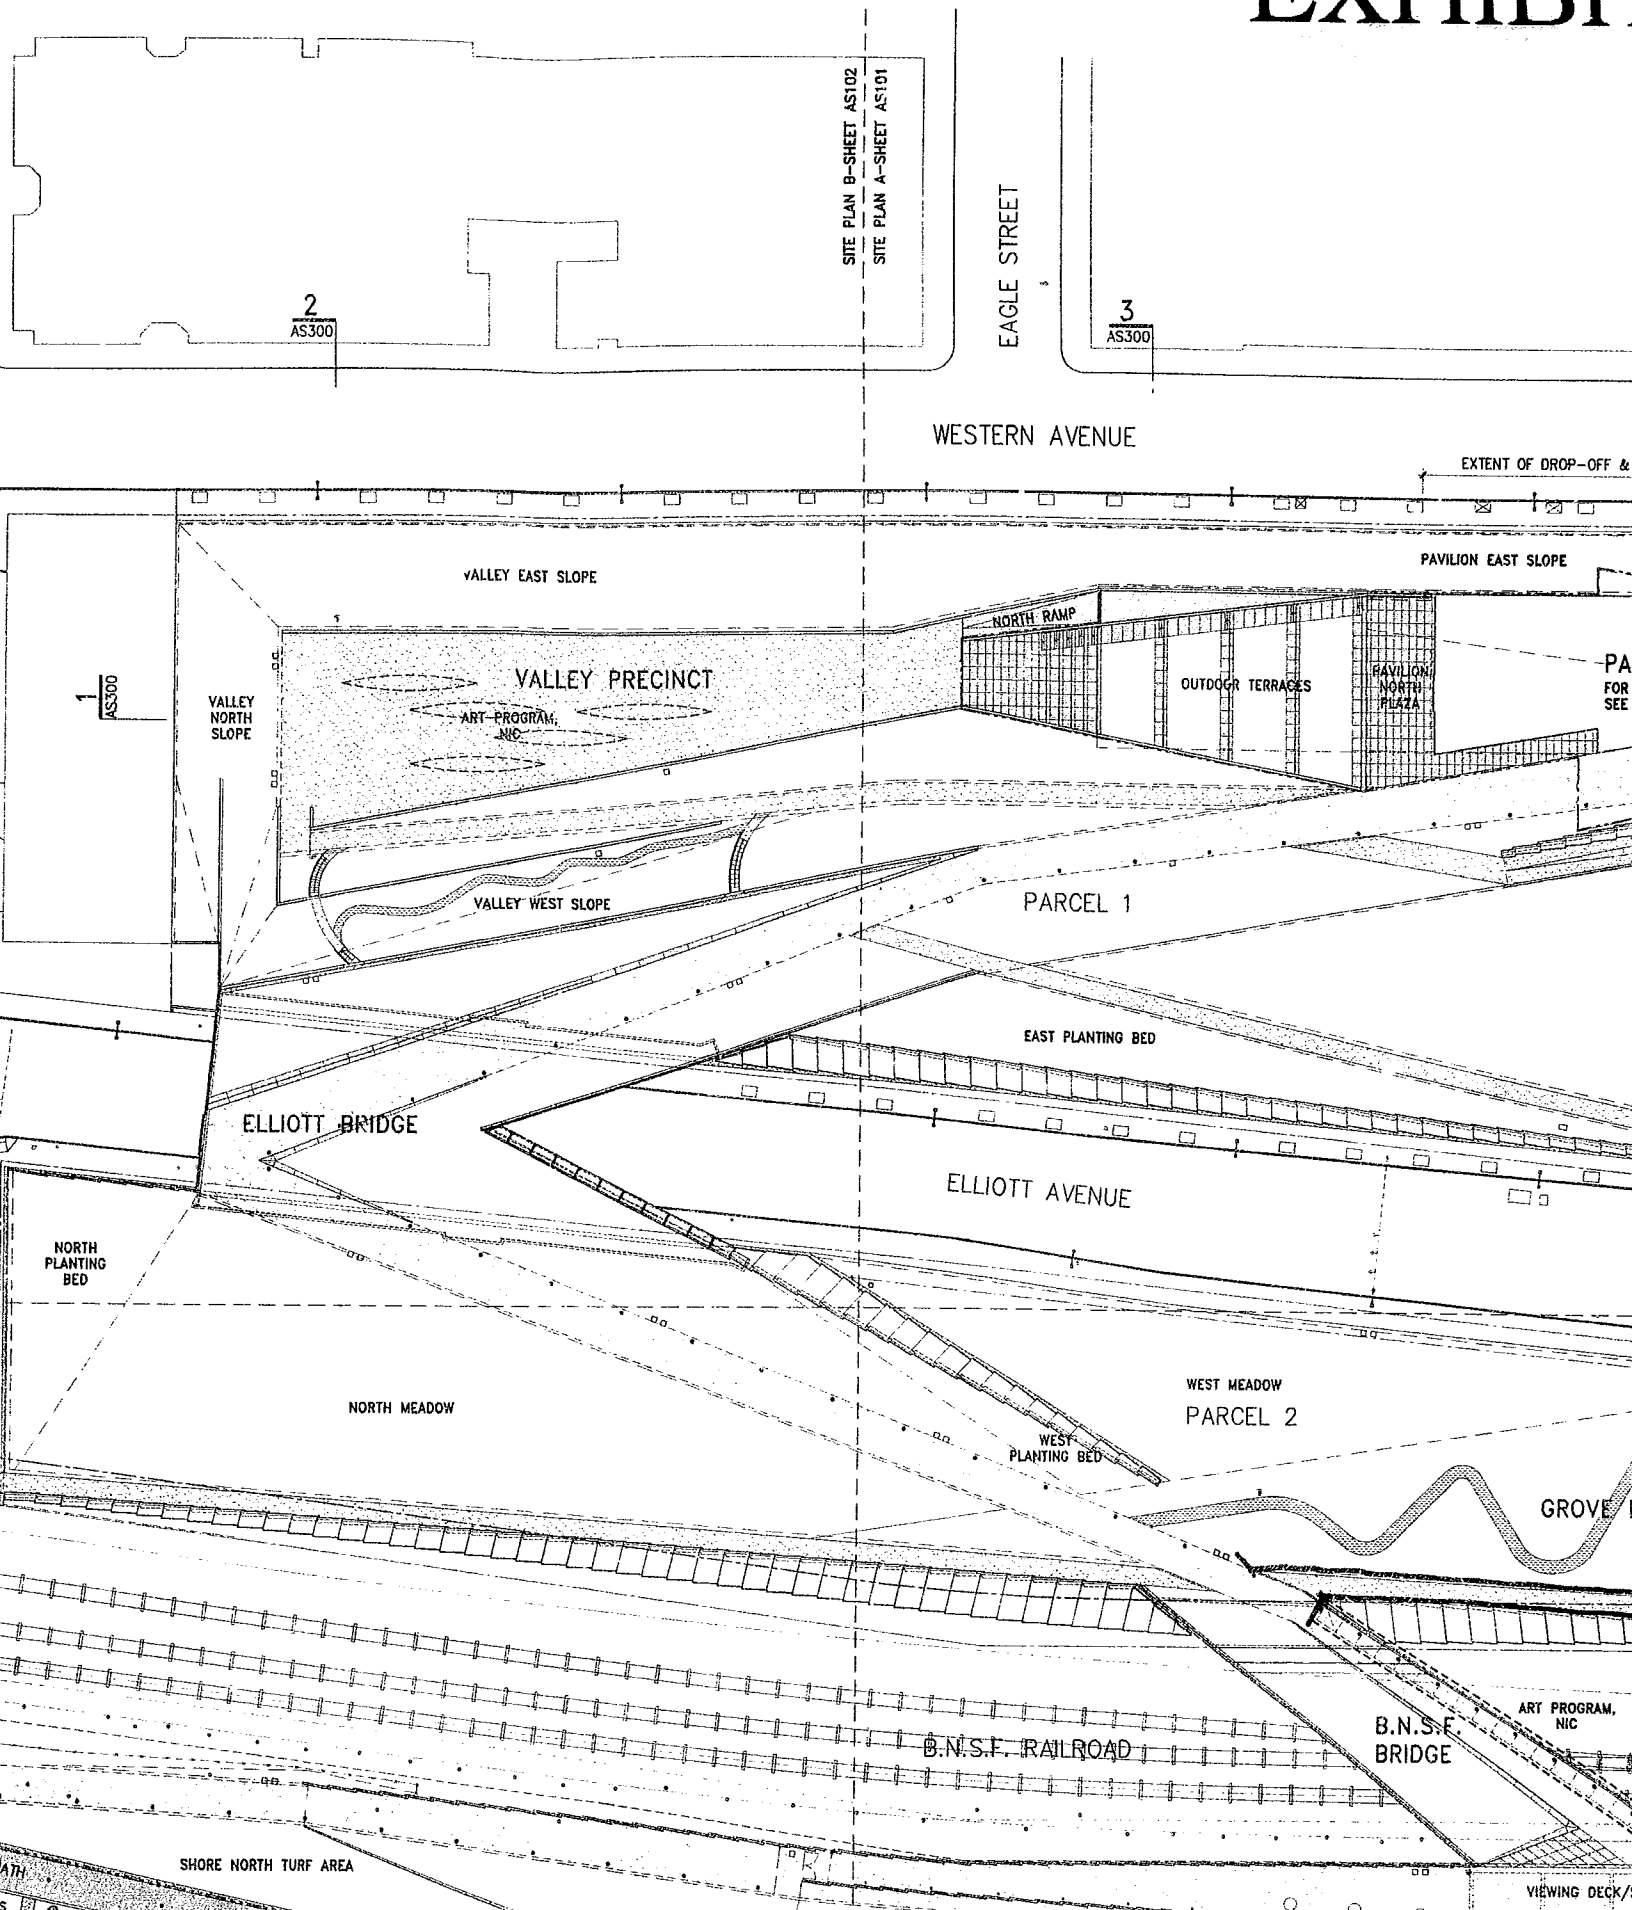 SITE PLAN B-SHEET AS102
SITE PLAN A-SHEET AS101
EAGLE STREET
2
AS300
3
AS300
WESTERN AVENUE
EXTENT OF DROP-OFF &
VALLEY EAST SLOPE
PAVILION EAST SLOPE
NORTH RAMP
1
AS300
VALLEY
NORTH
SLOPE
VALLEY PRECINCT
ART PROGRAM,
NIC
OUTDOOR TERRACES
PAVILION
NORTH
PLAZA
PA
FOR
SEE
VALLEY WEST SLOPE
PARCEL 1
EAST PLANTING BED
ELLIOTT BRIDGE
ELLIOTT AVENUE
NORTH
PLANTING
BED
NORTH MEADOW
WEST MEADOW
PARCEL 2
WEST
PLANTING BED
GROVE
B.N.S.F. RAILROAD
B.N.S.F.
BRIDGE
ART PROGRAM,
NIC
SHORE NORTH TURF AREA
VIEWING DECK/